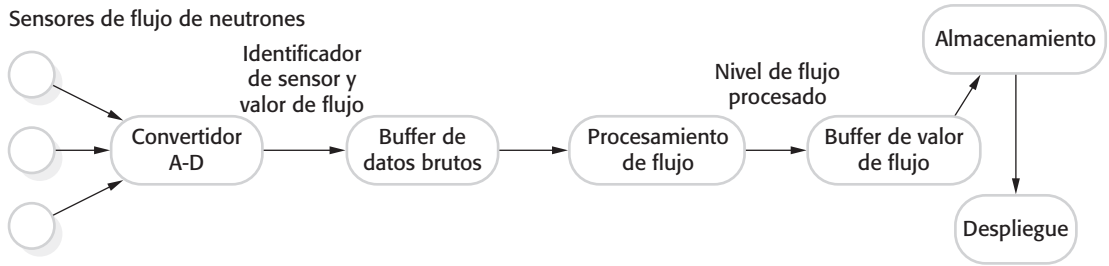 Sensores de flujo de neutrones
Identificador
de sensor y
valor de flujo
Convertidor
A-D
Buffer de
datos brutos
Procesamiento
de flujo
Nivel de flujo
procesado
Buffer de valor
de flujo
Almacenamiento
Despliegue